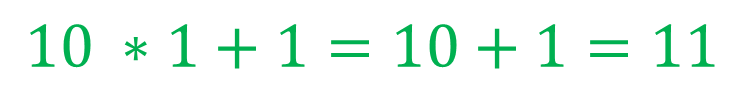 10 * 1 + 1 = 10 + 1 = 11